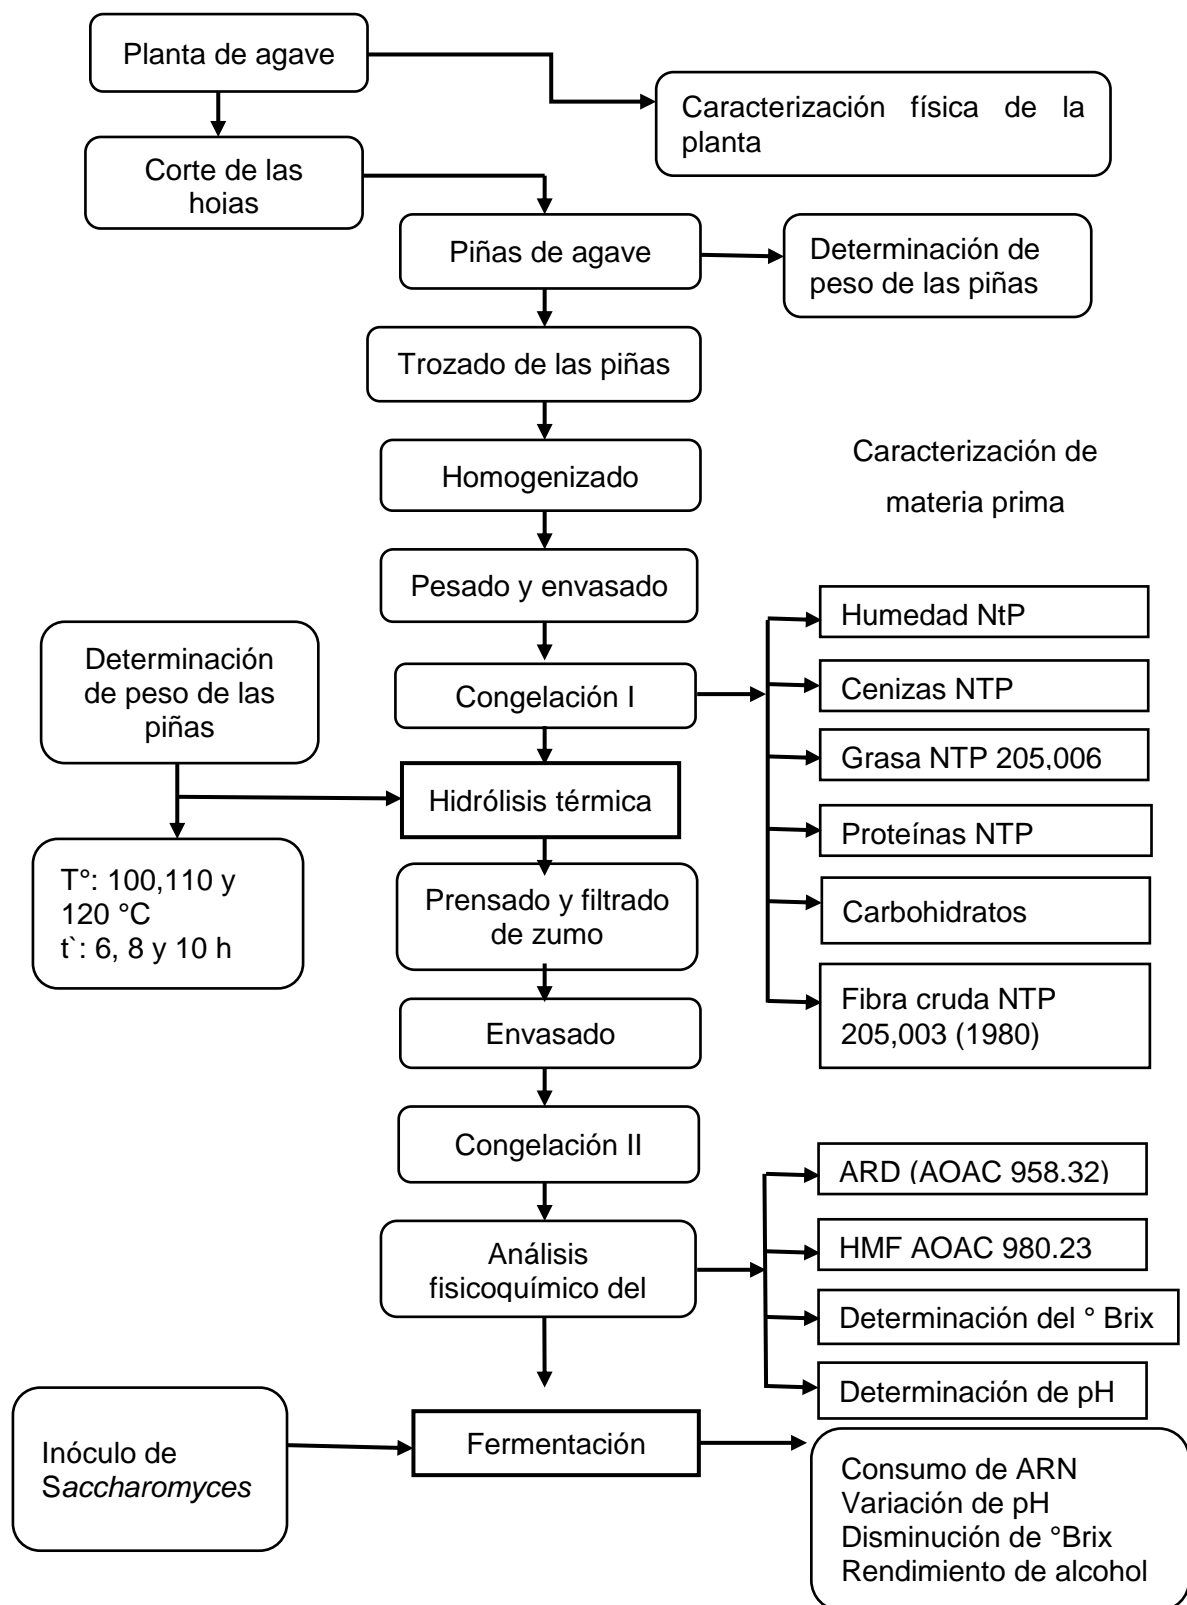 Planta de agave
Caracterización física de la
planta
Corte de las
hojas
Piñas de agave
Determinación de
peso de las piñas
Trozado de las piñas
Homogenizado
Caracterización de
materia prima
Pesado y envasado
Humedad NtP
Determinación
de peso de las
piñas
Congelación I
Cenizas NTP
Grasa NTP 205,006
Hidrólisis térmica
Proteínas NTP
T°: 100,110 y
120 °C
t`: 6, 8 y 10 h
Prensado y filtrado
de zumo
Carbohidratos
Fibra cruda NTP
205,003 (1980)
Envasado
Congelación II
ARD (AOAC 958.32)
Análisis
fisicoquímico del
HMF AOAC 980.23
Determinación del ° Brix
Determinación de pH
Inóculo de
Saccharomyces
Fermentación
Consumo de ARN
Variación de pH
Disminución de °Brix
Rendimiento de alcohol